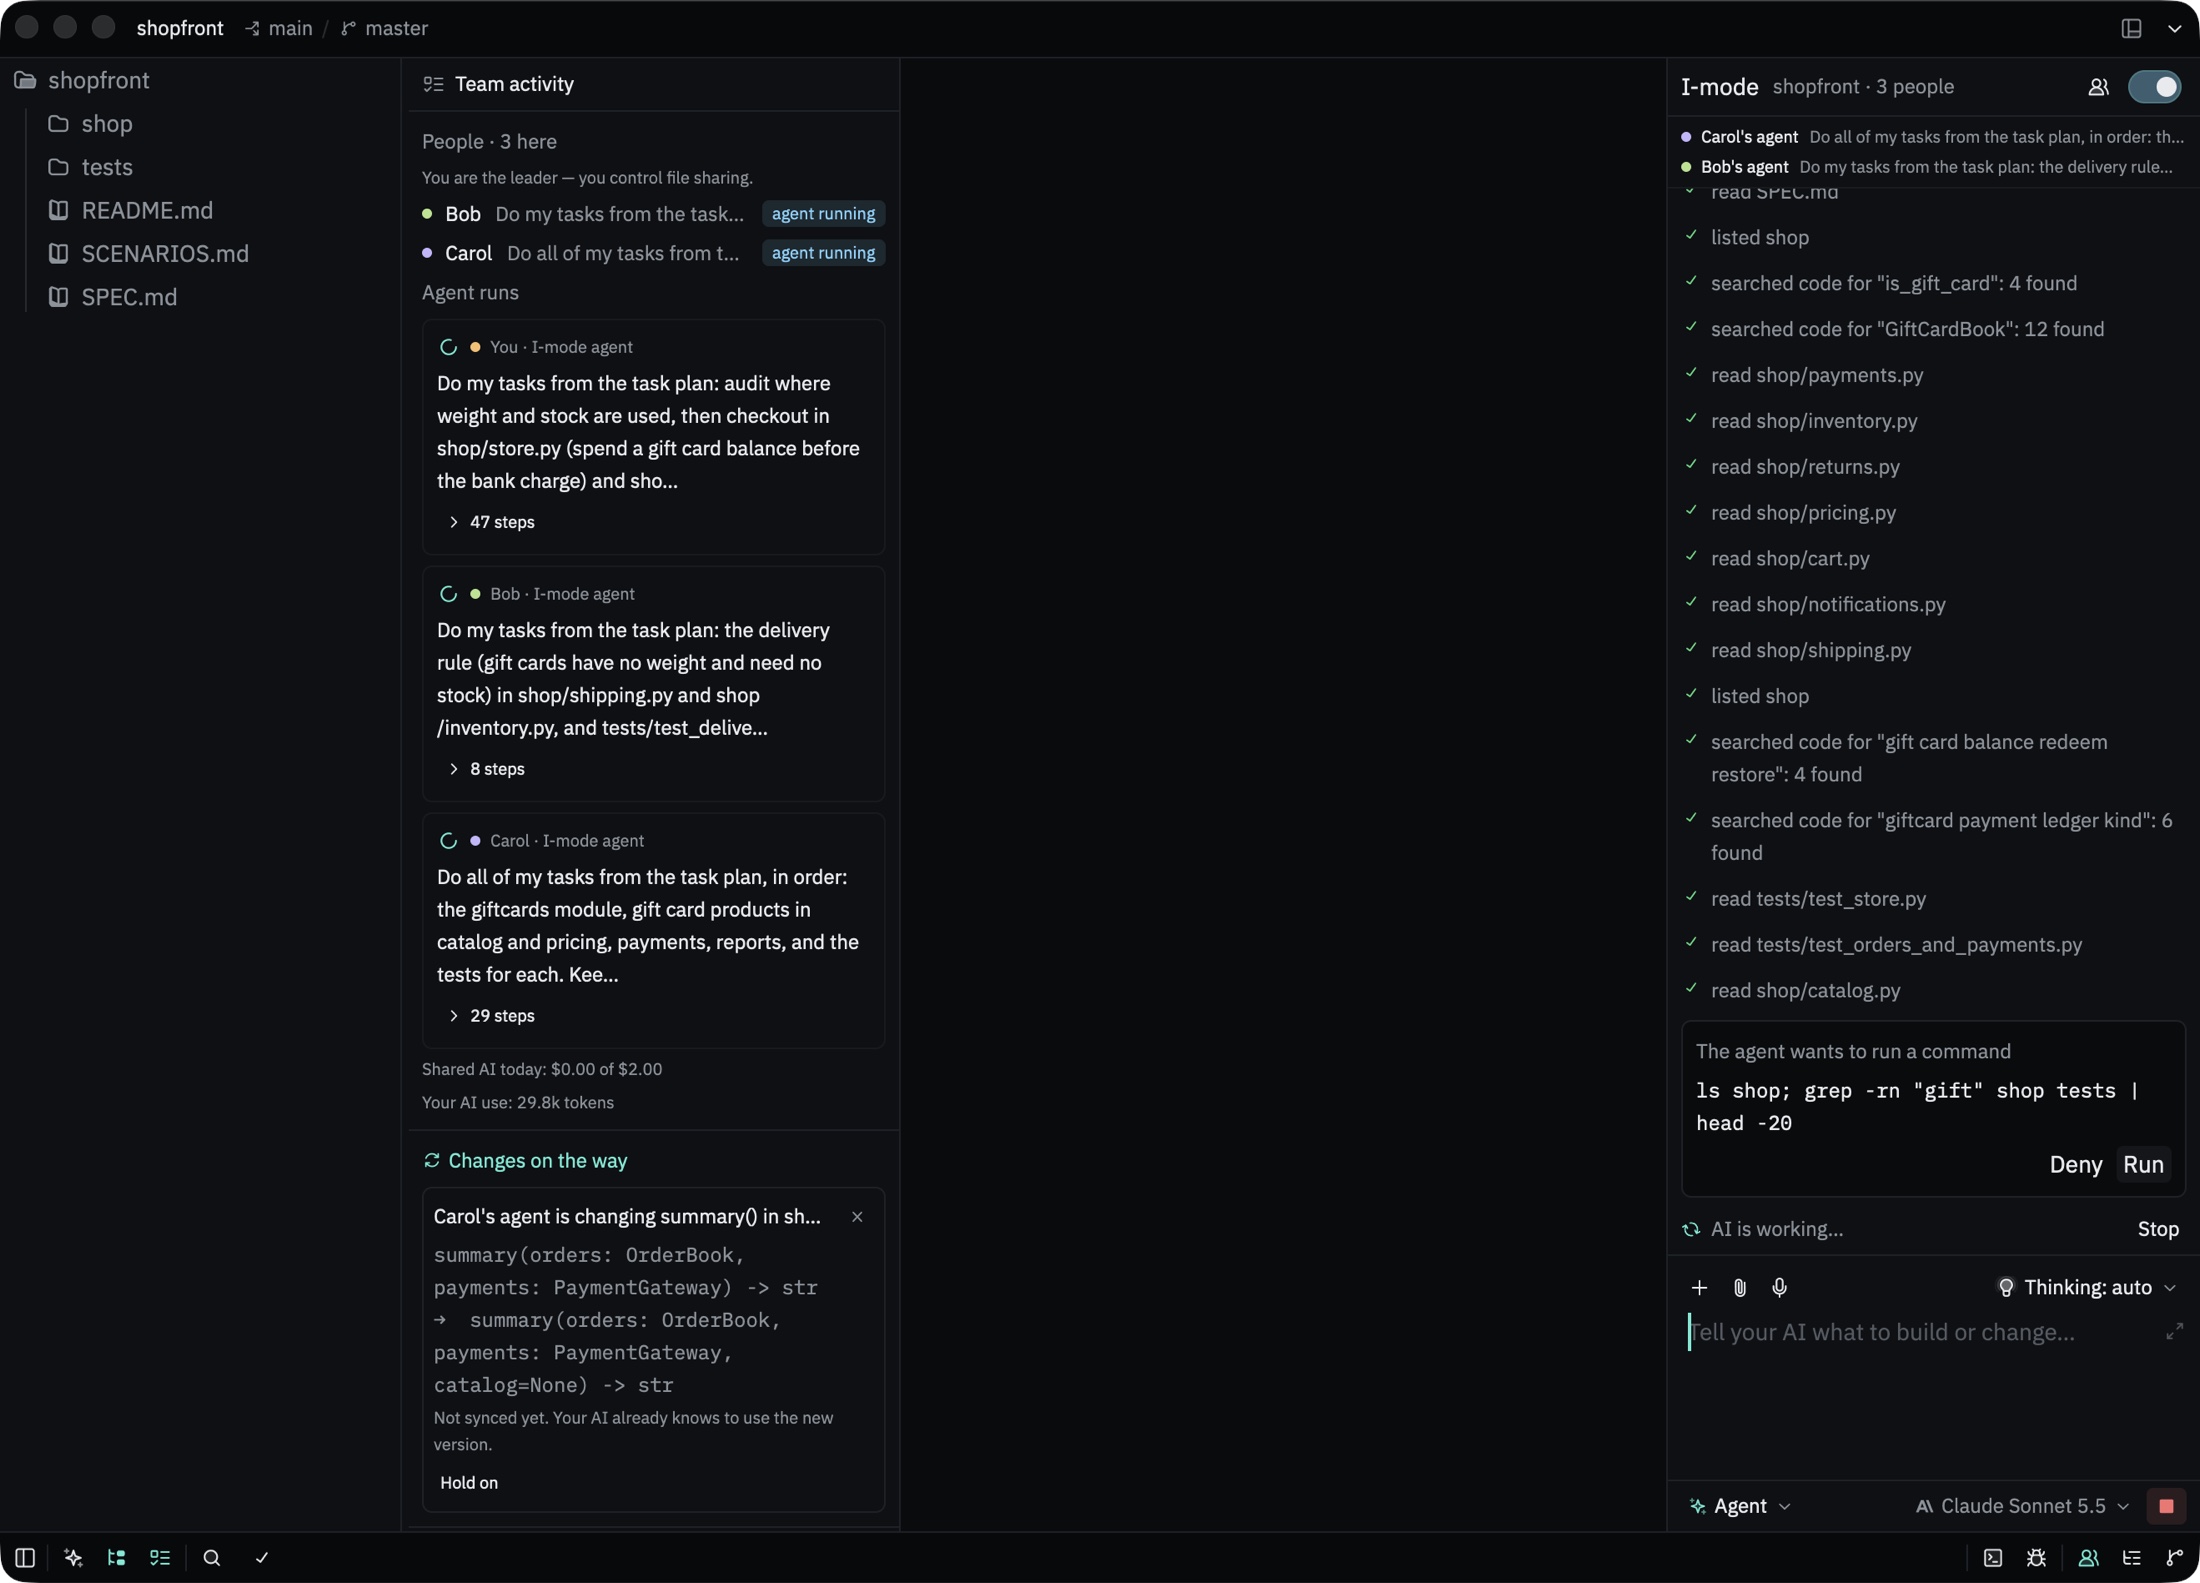 shopfront main / master
shopfront
shop
tests
README.md
SCENARIOS.md
SPEC.md
Team activity
People · 3 here
You are the leader — you control file sharing.
Bob Do my tasks from the task... agent running
Carol Do all of my tasks from t... agent running
Agent runs
You · I-mode agent
Do my tasks from the task plan: audit where
weight and stock are used, then checkout in
shop/store.py (spend a gift card balance before
the bank charge) and sho...
47 steps
Bob · I-mode agent
Do my tasks from the task plan: the delivery
rule (gift cards have no weight and need no
stock) in shop/shipping.py and shop
/inventory.py, and tests/test_delive...
8 steps
Carol · I-mode agent
Do all of my tasks from the task plan, in order:
the giftcards module, gift card products in
catalog and pricing, payments, reports, and the
tests for each. Kee...
29 steps
Shared AI today: $0.00 of $2.00
Your AI use: 29.8k tokens
Changes on the way
Carol's agent is changing summary() in sh...
summary(orders: OrderBook,
payments: PaymentGateway) -> str
→ summary(orders: OrderBook,
payments: PaymentGateway,
catalog=None) -> str
Not synced yet. Your AI already knows to use the new
version.
Hold on
I-mode shopfront · 3 people
Carol's agent Do all of my tasks from the task plan, in order: th...
Bob's agent Do my tasks from the task plan: the delivery rule...
read SPEC.md
listed shop
searched code for "is_gift_card": 4 found
searched code for "GiftCardBook": 12 found
read shop/payments.py
read shop/inventory.py
read shop/returns.py
read shop/pricing.py
read shop/cart.py
read shop/notifications.py
read shop/shipping.py
listed shop
searched code for "gift card balance redeem
restore": 4 found
searched code for "giftcard payment ledger kind": 6
found
read tests/test_store.py
read tests/test_orders_and_payments.py
read shop/catalog.py
The agent wants to run a command
ls shop; grep -rn "gift" shop tests |
head -20
Deny Run
AI is working... Stop
Thinking: auto
Tell your AI what to build or change...
Agent Claude Sonnet 5.5